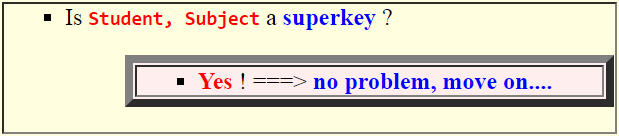 Is Student, Subject a superkey ?
Yes ! ===> no problem, move on....